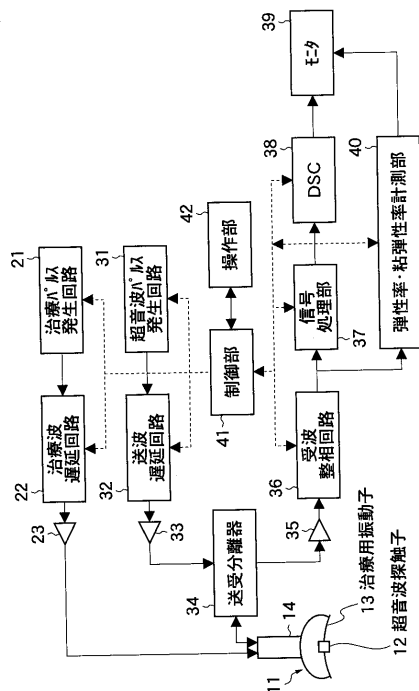 21
治療パルス
発生回路
治療波
遅延回路
22
23
31
超音波パルス
発生回路
送波
遅延回路
32
33
42
操作部
制御部
41
送受分離器
34
35
39
モニタ
38
DSC
信号
処理部
37
受波
整相回路
36
40
弾性率・粘弾性率計測部
14
11
13 治療用振動子
12 超音波探触子